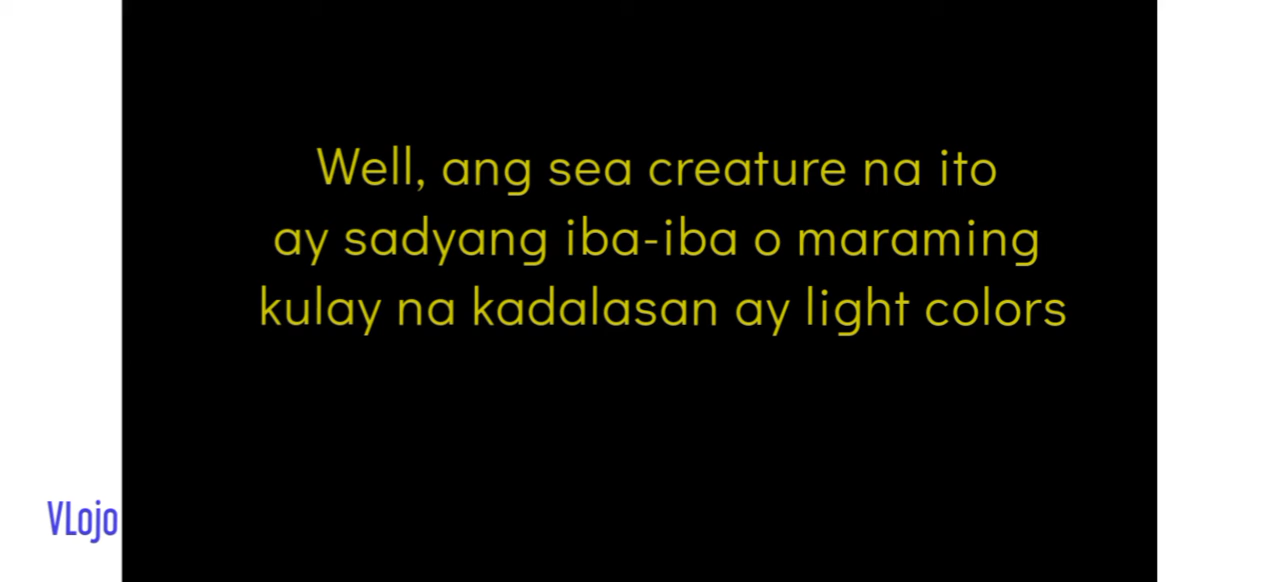 Well, ang sea creature na ito
ay sadyang iba-iba o maraming
kulay na kadalasan ay light colors
VLojo